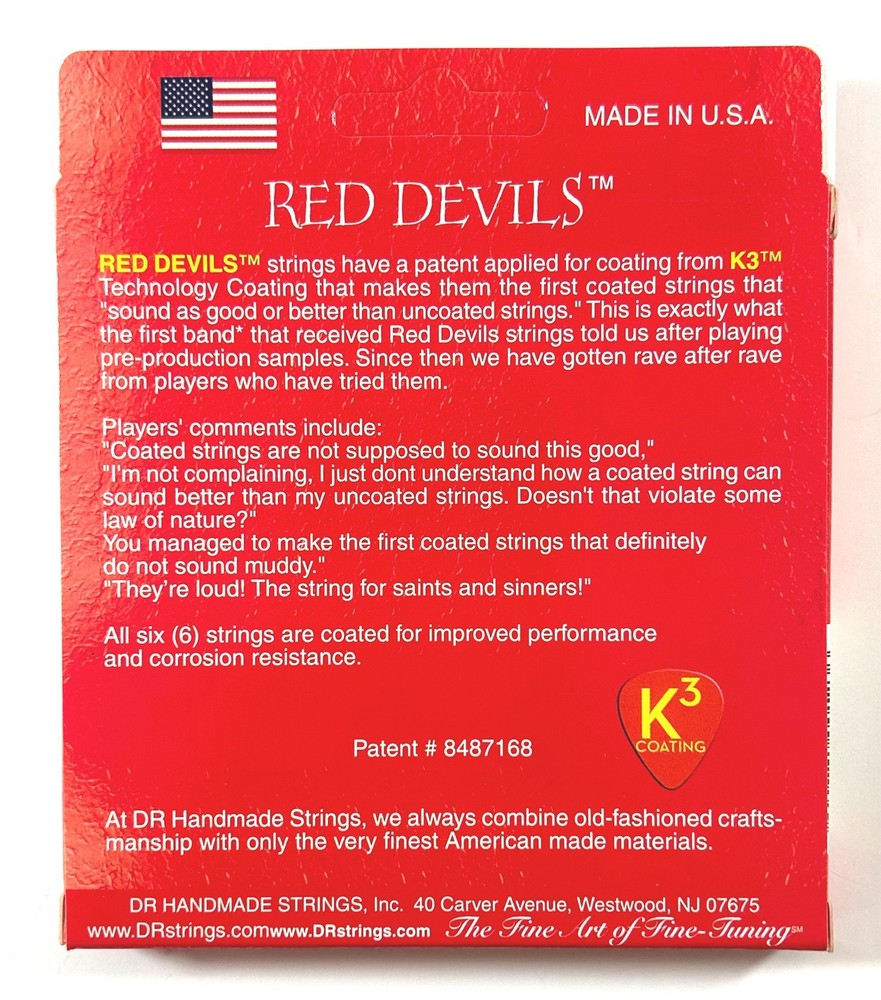 MADE IN U.S.A.
RED DEVILS™
RED DEVILS™ strings have a patent applied for coating from K3™
Technology Coating that makes them the first coated strings that
"sound as good or better than uncoated strings." This is exactly what
the first band* that received Red Devils strings told us after playing
pre-production samples. Since then we have gotten rave after rave
from players who have tried them.
Players' comments include:
"Coated strings are not supposed to sound this good,"
"I'm not complaining, I just dont understand how a coated string can
sound better than my uncoated strings. Doesn't that violate some
law of nature?"
You managed to make the first coated strings that definitely
do not sound muddy."
"They're loud! The string for saints and sinners!"
All six (6) strings are coated for improved performance
and corrosion resistance.
K3
COATING
Patent # 8487168
At DR Handmade Strings, we always combine old-fashioned crafts-
manship with only the very finest American made materials.
DR HANDMADE STRINGS, Inc. 40 Carver Avenue, Westwood, NJ 07675
www.DRstrings.comwww.DRstrings.com The Fine Art of Fine-Tuning℠